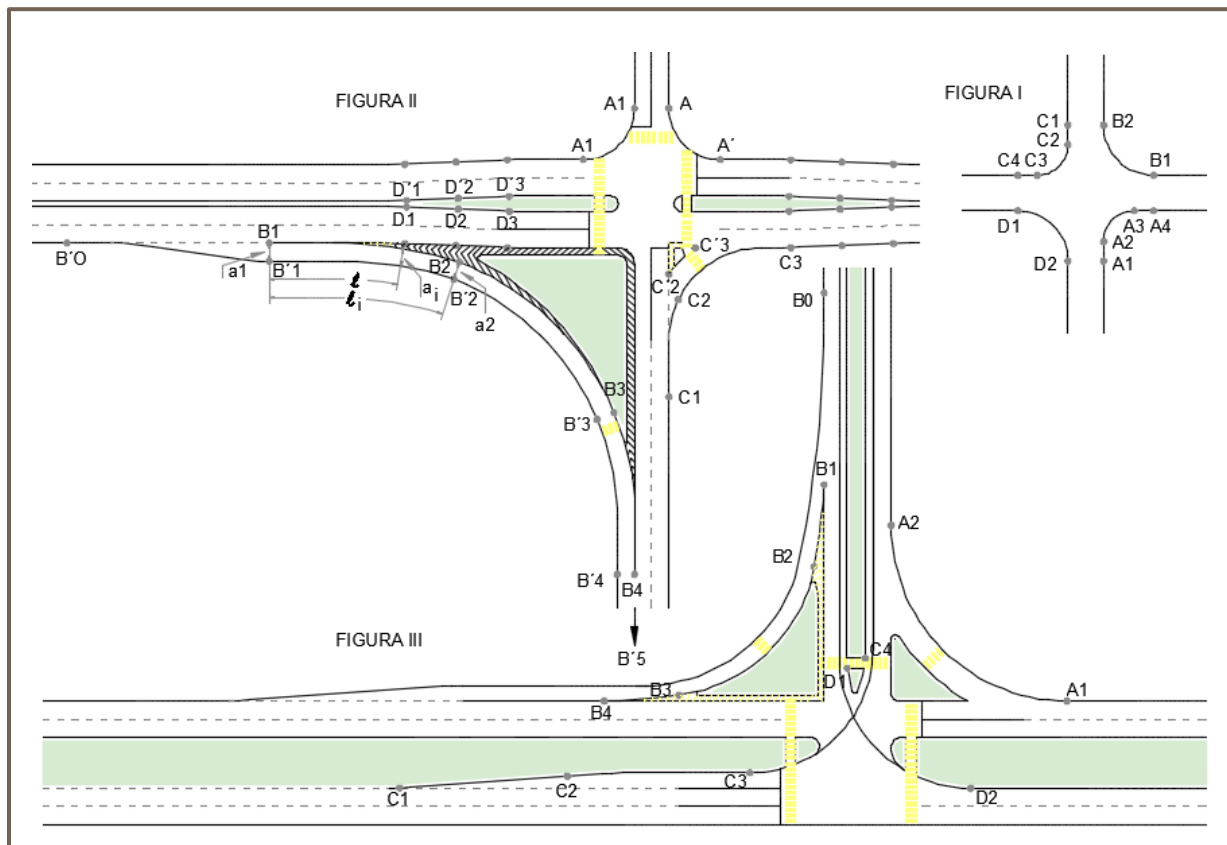 FIGURA II
A1
A
FIGURA I
C1
C2
B2
C4
C3
B1
A1
A´
D´1
D´2
D´3
D1
D2
D3
D1
A3
A4
A2
D2
A1
B´O
B1
B´1
a1
ℓ
ℓi
ai
B2
B´2
a2
C´3
C3
C´2
C2
B0
B3
B´3
C1
B1
A2
B2
B´4
B4
FIGURA III
B´5
C4
D1
B3
B4
A1
C1
C2
C3
D2